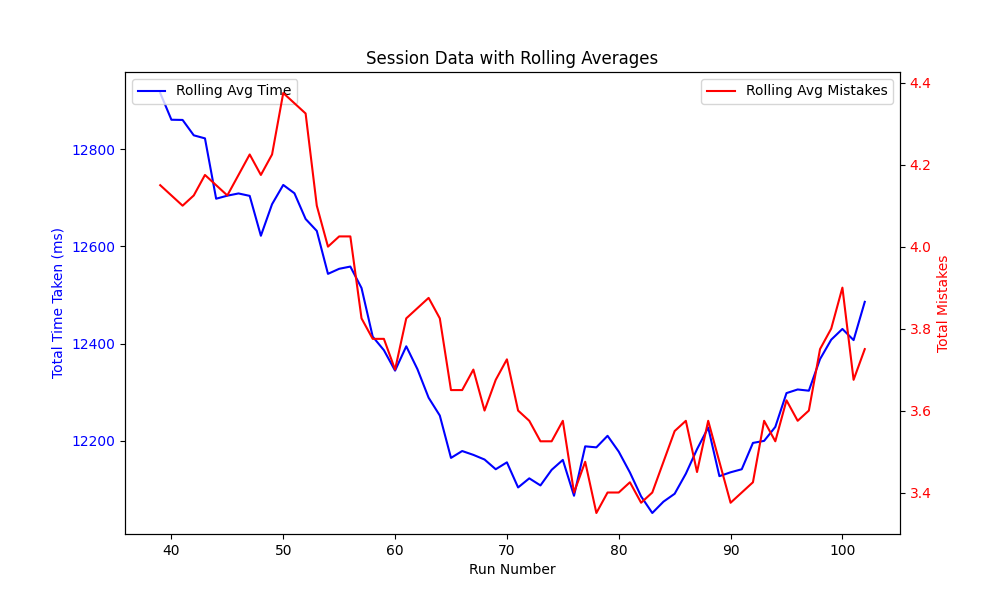 Session Data with Rolling Averages
Rolling Avg Time
Rolling Avg Mistakes
Total Time Taken (ms)
12800
12600
12400
12200
4.4
4.2
4.0
3.8
3.6
3.4
Total Mistakes
40 50 60 70 80 90 100
Run Number